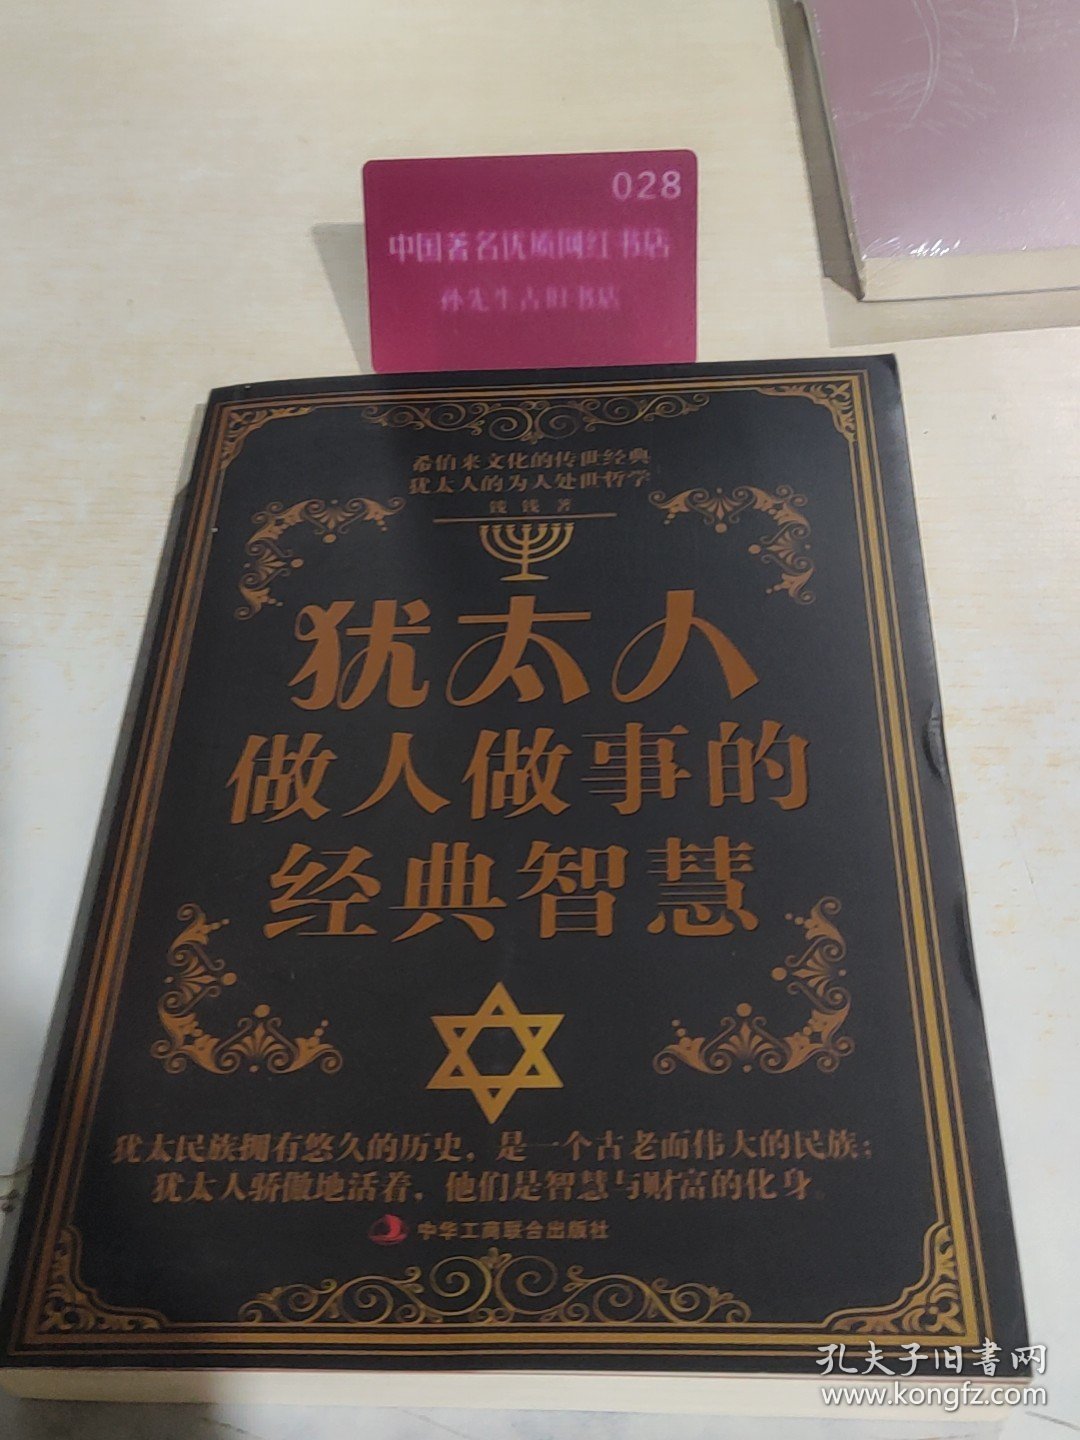 028
中国著名优质网红书店
孙先生古旧书店
希伯来文化的传世经典
犹太人的为人处世哲学
钱钱 著
犹太人
做人做事的
经典智慧
犹太民族拥有悠久的历史，是一个古老而伟大的民族；
犹太人骄傲地活着，他们是智慧与财富的化身。
中华工商联合出版社
孔夫子旧書网
www.kongfz.com